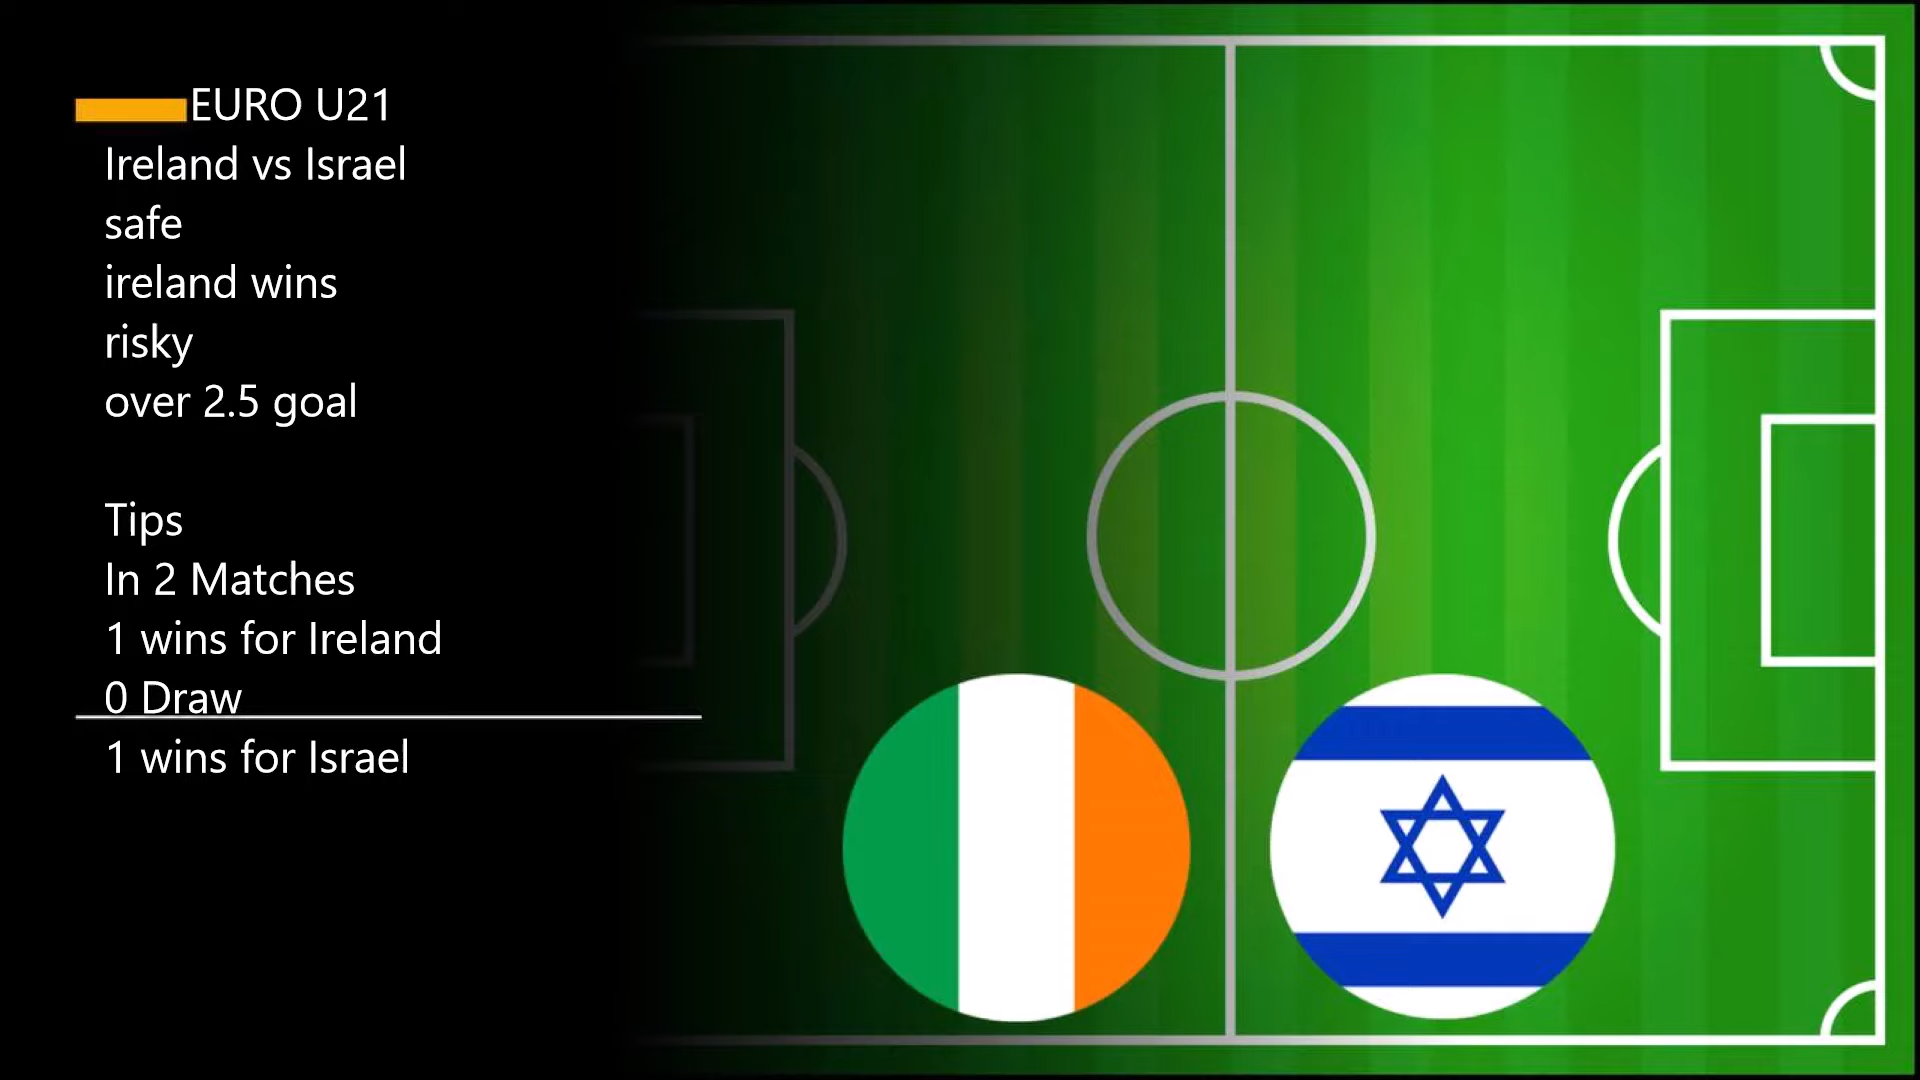 EURO U21
Ireland vs Israel
safe
ireland wins
risky
over 2.5 goal
Tips
In 2 Matches
1 wins for Ireland
0 Draw
1 wins for Israel